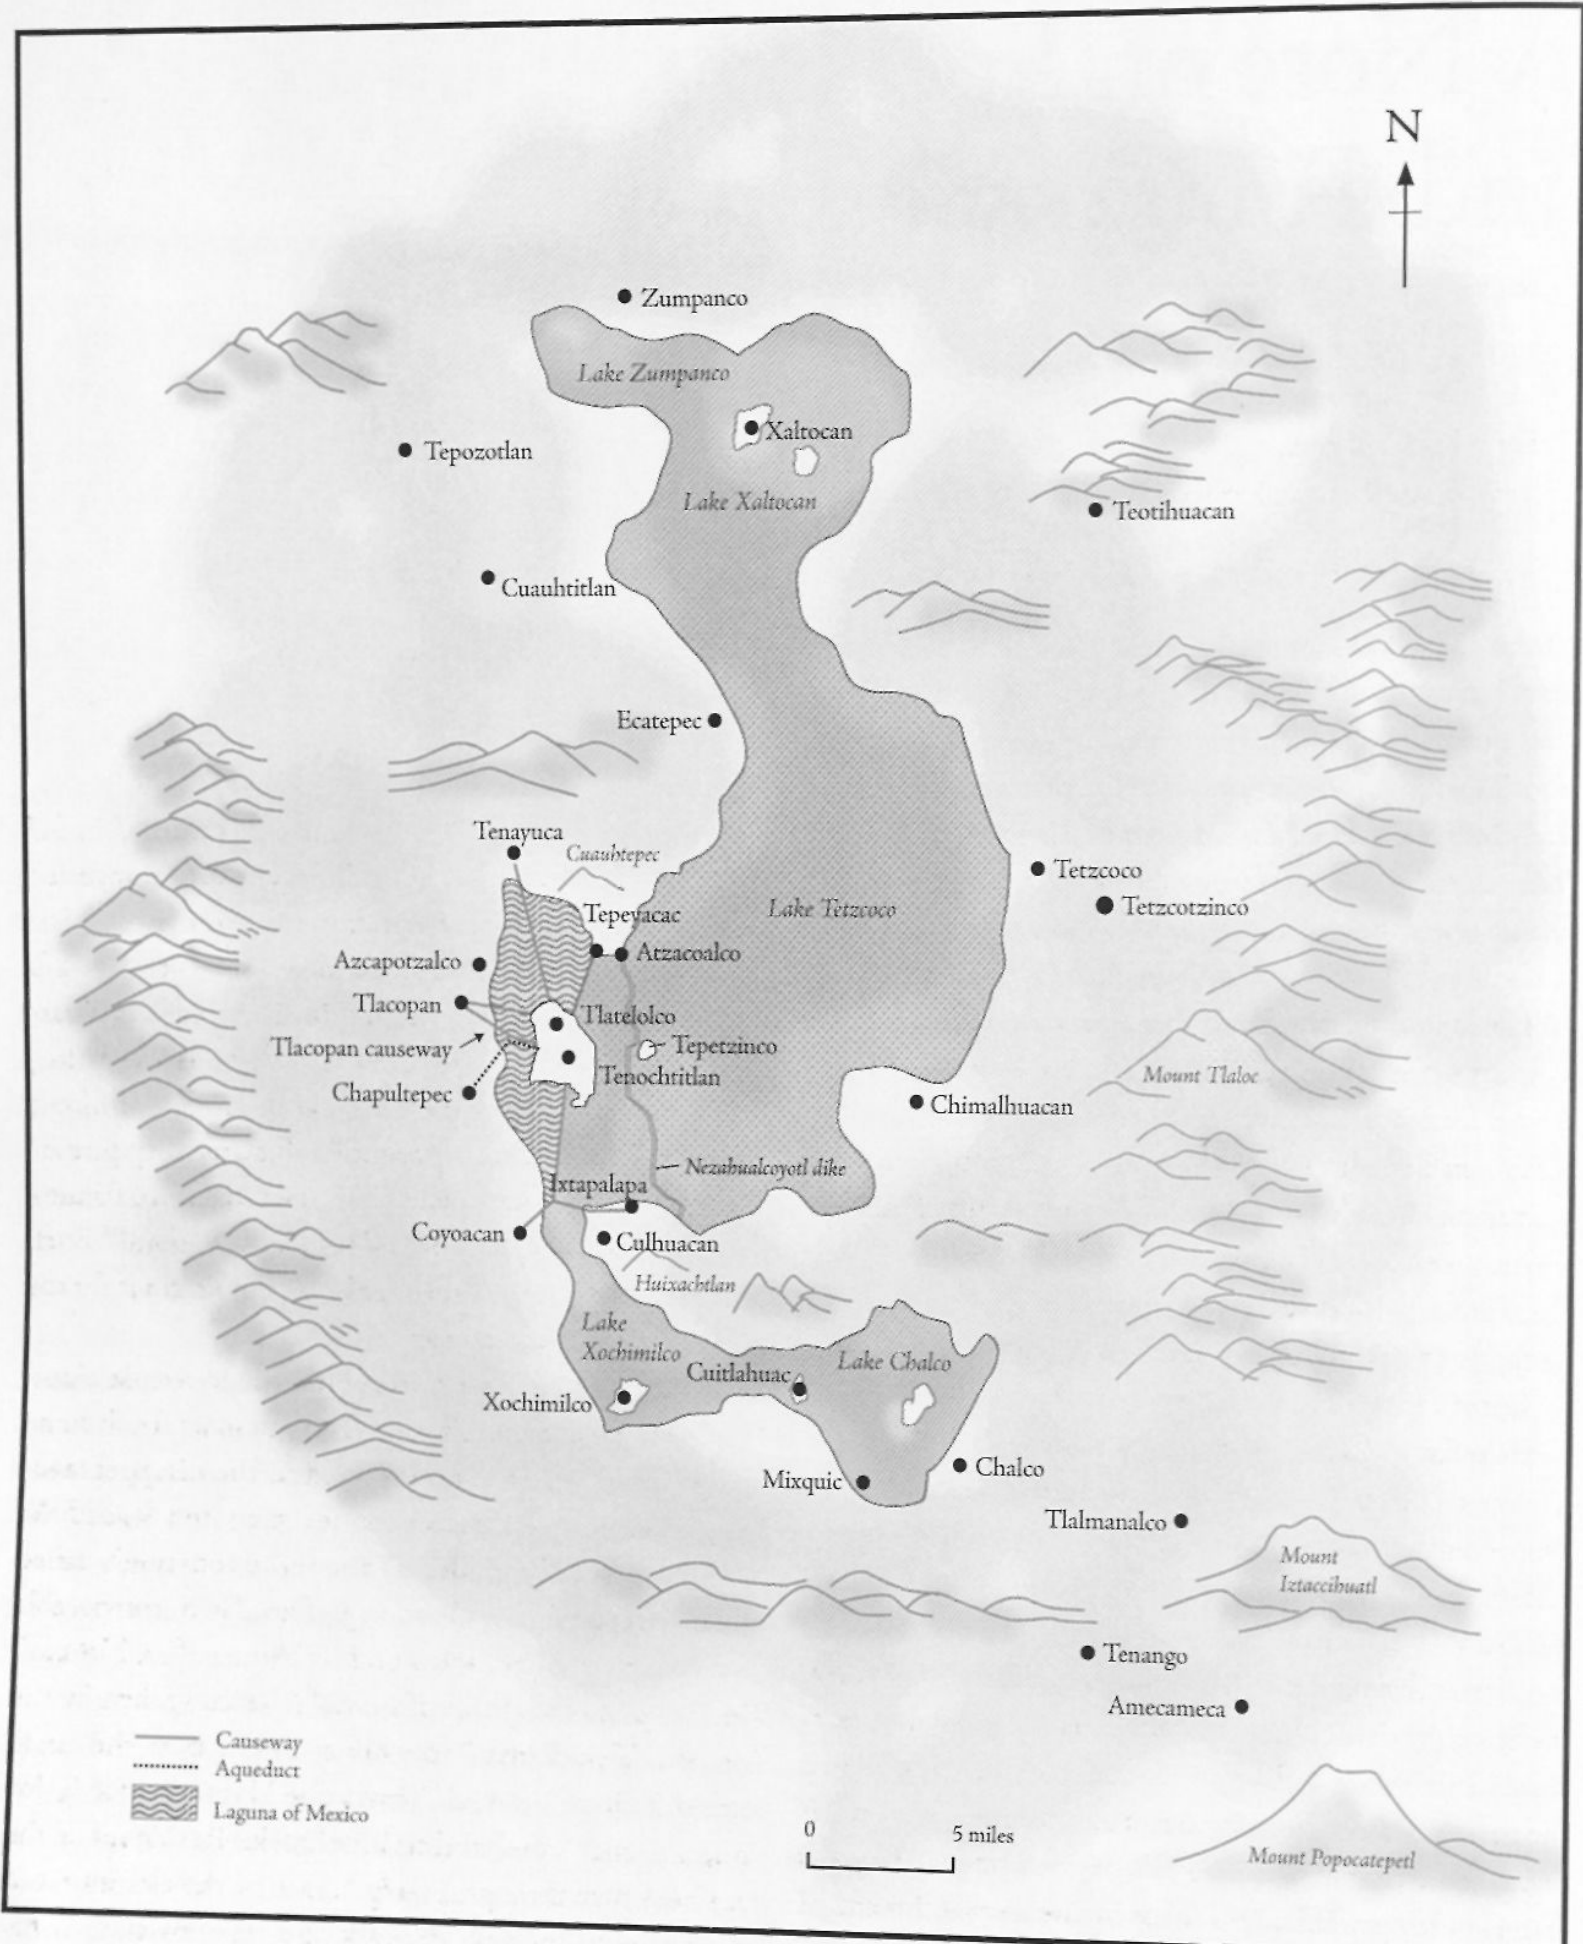 N
Zumpanco
Lake Zumpanco
Xaltocan
Tepozotlan
Lake Xaltocan
Teotihuacan
Cuauhtitlan
Ecatepec
Tenayuca
Cuauhtepec
Tetzcoco
Tetzcotzinco
Lake Tetzcoco
Tepeyacac
Atzacoalco
Azcapotzalco
Tlacopan
Tlatelolco
Tlacopan causeway
Tepetzinco
Tenochtitlan
Mount Tlaloc
Chapultepec
Chimalhuacan
Nezahualcoyotl dike
Ixtapalapa
Coyoacan
Culhuacan
Huixachtlan
Lake
Xochimilco
Cuitlahuac
Lake Chalco
Xochimilco
Mixquic
Chalco
Tlalmanalco
Mount
Iztaccihuatl
Tenango
Amecameca
Causeway
Aqueduct
Laguna of Mexico
0
5 miles
Mount Popocatepetl